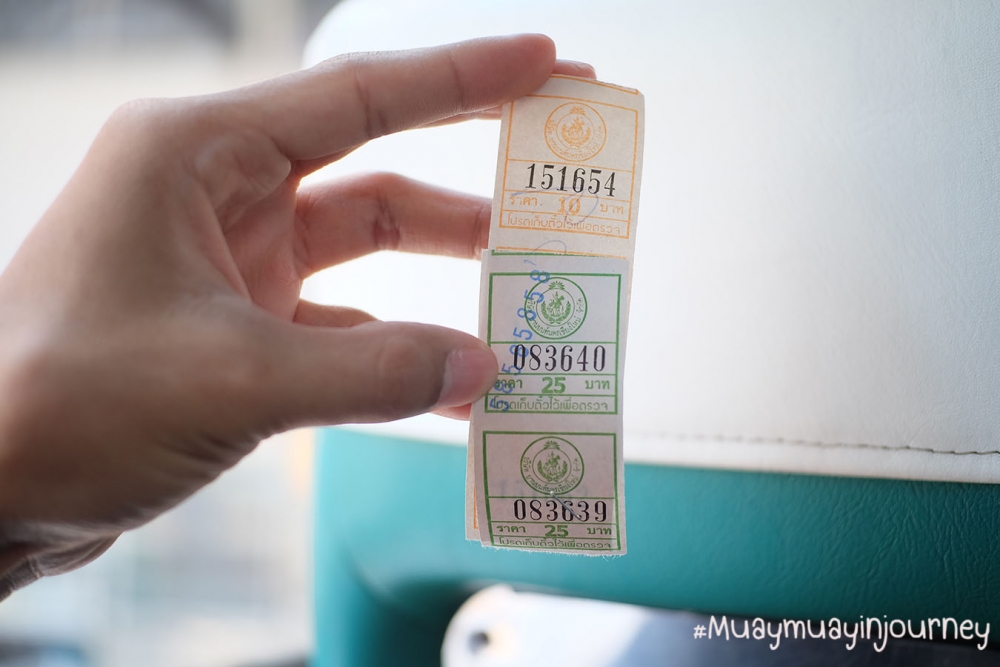 151654
ราคา 10 บาท
โปรดเก็บตั๋วไว้เพื่อตรวจ
083640
ราคา 25 บาท
โปรดเก็บตั๋วไว้เพื่อตรวจ
083639
ราคา 25 บาท
โปรดเก็บตั๋วไว้เพื่อตรวจ
#Muaymuayinjourney